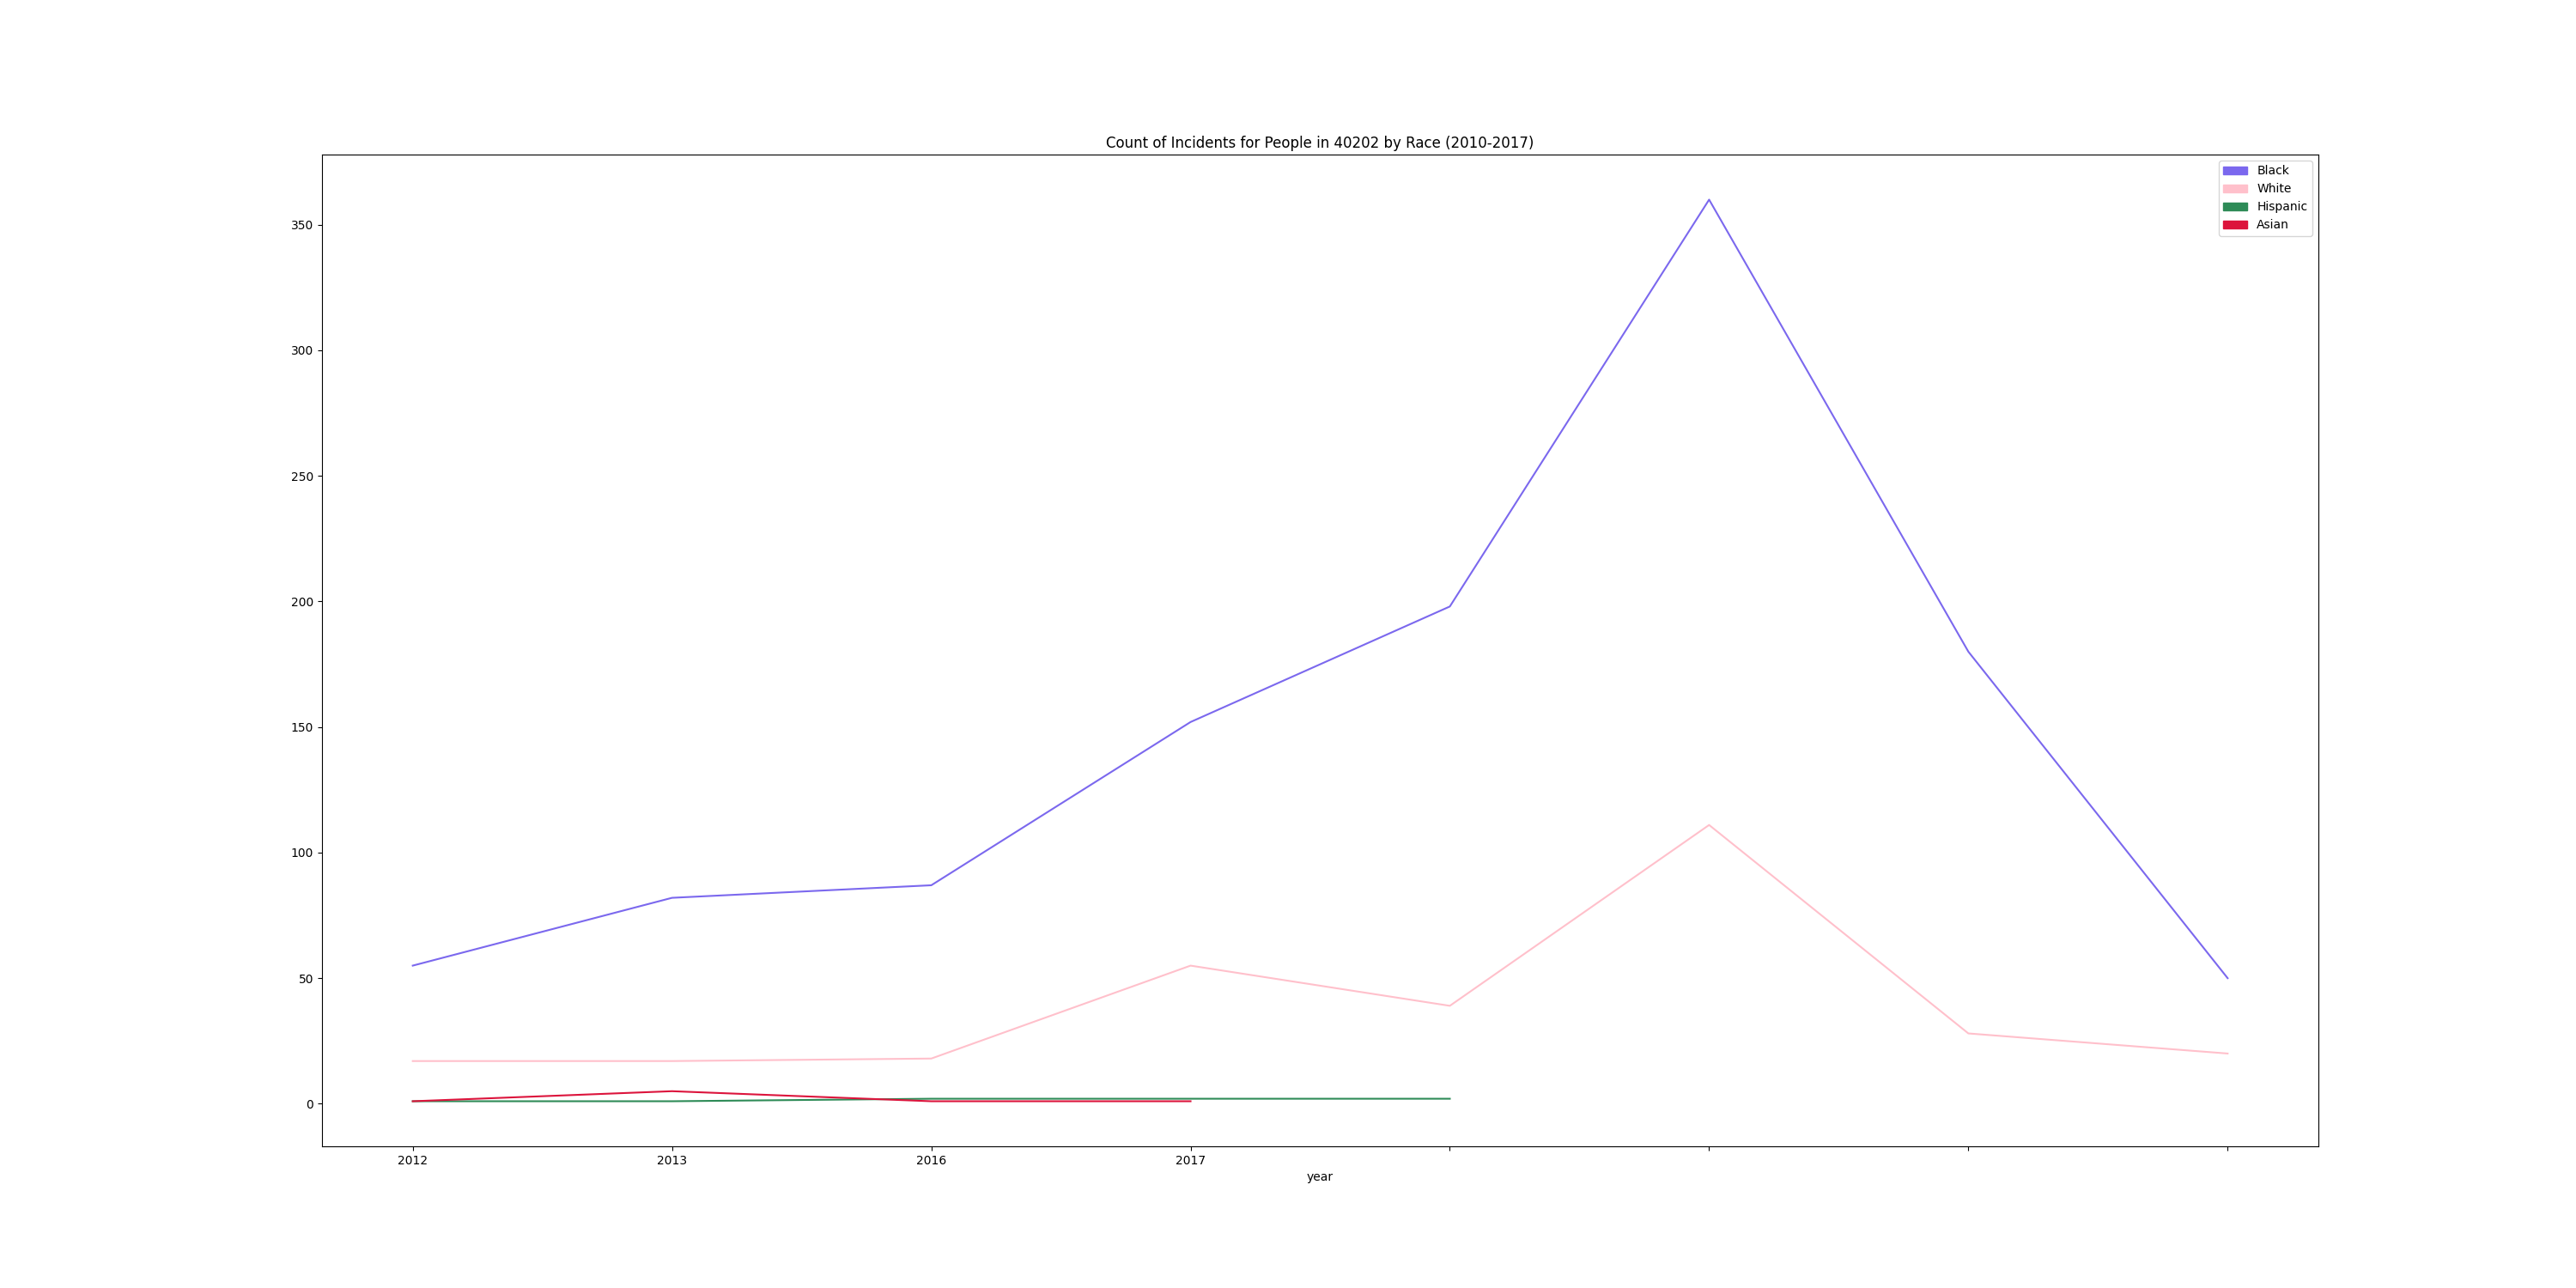 Count of Incidents for People in 40202 by Race (2010-2017)
Black
White
Hispanic
Asian
350
300
250
200
150
100
50
0
2012 2013 2016 2017
year